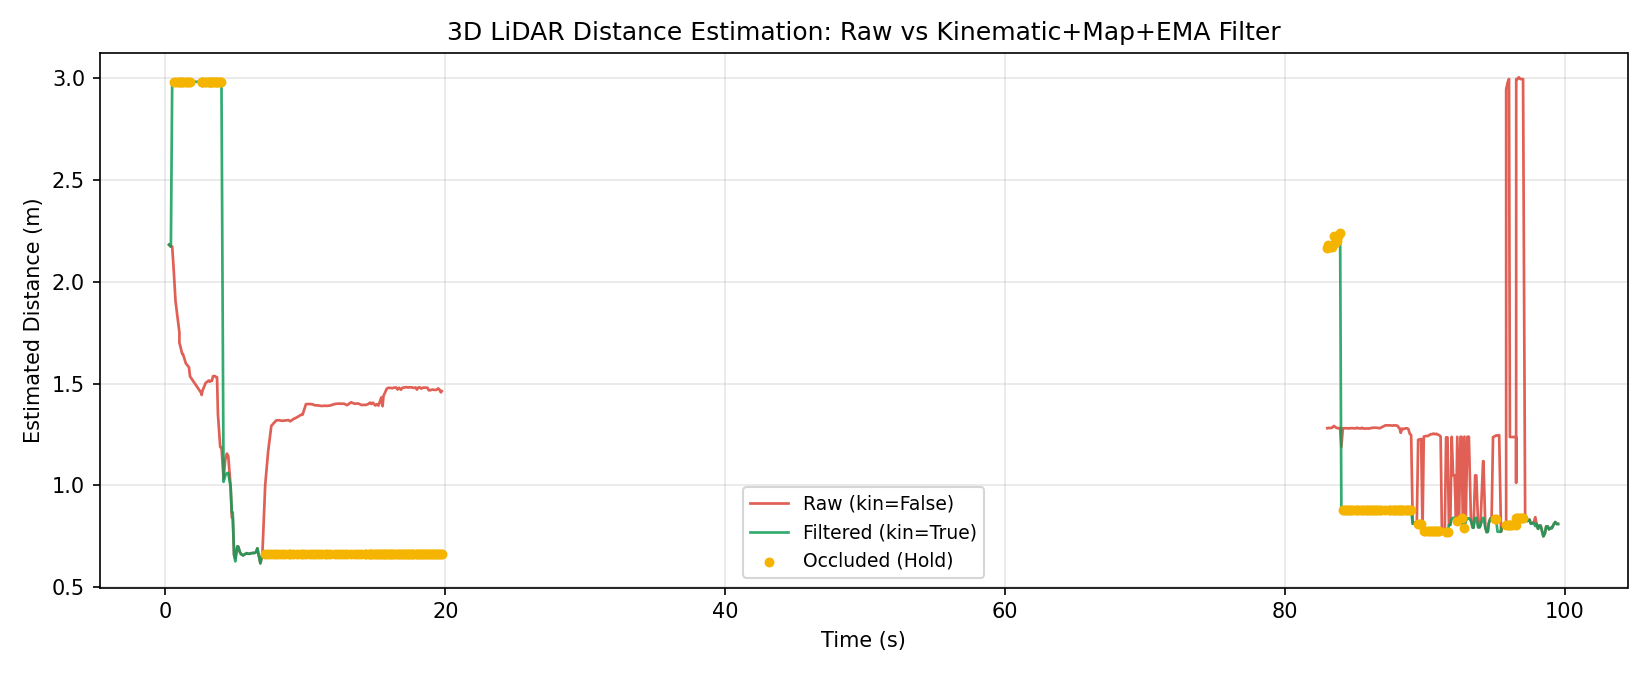 3D LiDAR Distance Estimation: Raw vs Kinematic+Map+EMA Filter
Estimated Distance (m)
3.0
2.5
2.0
1.5
1.0
0.5
Raw (kin=False)
Filtered (kin=True)
Occluded (Hold)
0 20 40 60 80 100
Time (s)